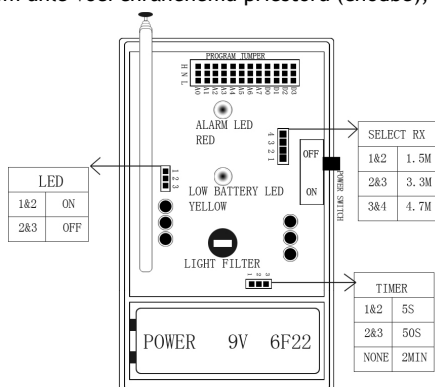 chránenému priestoru (chodbe),
PROGRAM JUMPER
H
N
L
A0 A1 A2 A3 A4 A5 A6 A7 D0 D1 D2 D3
ALARM LED
RED
4 3 2 1
OFF
ON
POWER SWITCH
SELECT RX
1&2 1.5M
2&3 3.3M
3&4 4.7M
LED
1&2 ON
2&3 OFF
1 2 3
LOW BATTERY LED
YELLOW
LIGHT FILTER
1 2 3
TIMER
1&2 5S
2&3 50S
NONE 2MIN
POWER 9V 6F22